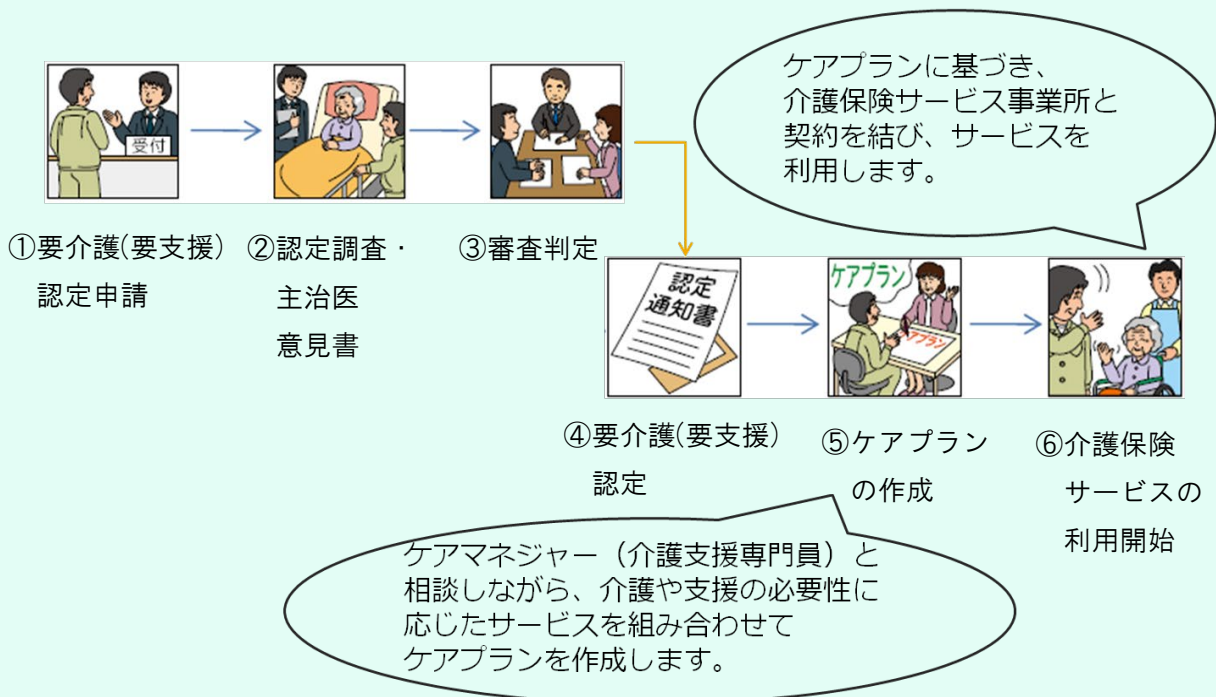 受付
①要介護(要支援)
認定申請
②認定調査・
主治医
意見書
③審査判定
ケアプランに基づき、
介護保険サービス事業所と
契約を結び、サービスを
利用します。
認定
通知書
④要介護(要支援)
認定
ケアプラン
アプラン
⑤ケアプラン
の作成
⑥介護保険
サービスの
利用開始
ケアマネジャー（介護支援専門員）と
相談しながら、介護や支援の必要性に
応じたサービスを組み合わせて
ケアプランを作成します。